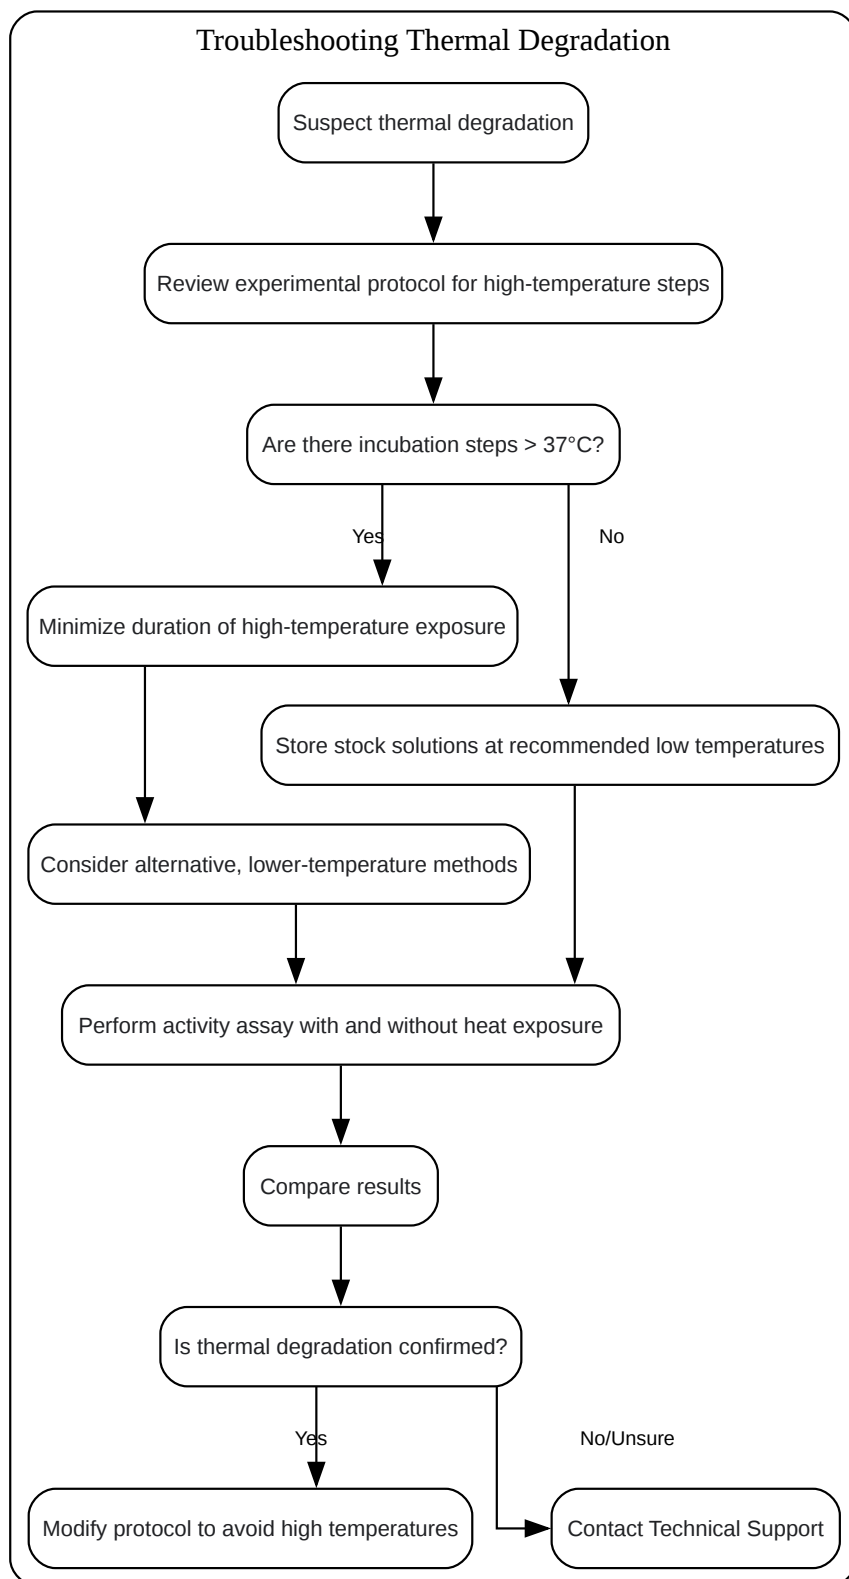 Troubleshooting Thermal Degradation
Suspect thermal degradation
Review experimental protocol for high-temperature steps
Are there incubation steps > 37°C?
Yes
No
Minimize duration of high-temperature exposure
Store stock solutions at recommended low temperatures
Consider alternative, lower-temperature methods
Perform activity assay with and without heat exposure
Compare results
Is thermal degradation confirmed?
Yes
No/Unsure
Modify protocol to avoid high temperatures
Contact Technical Support